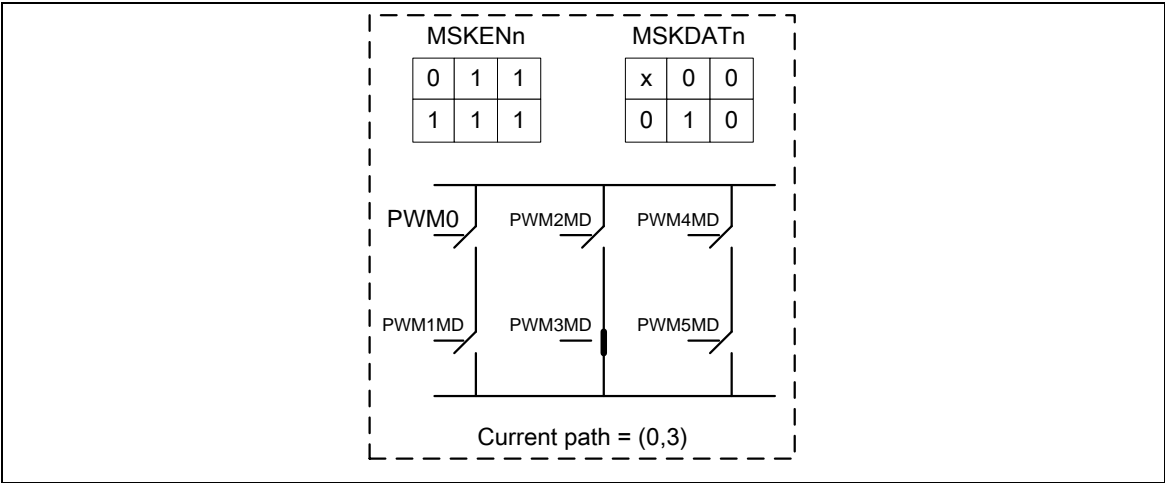 MSKENn MSKDATn
0 1 1 x 0 0
1 1 1 0 1 0
PWM0 PWM2MD PWM4MD
PWM1MD PWM3MD PWM5MD
Current path = (0,3)